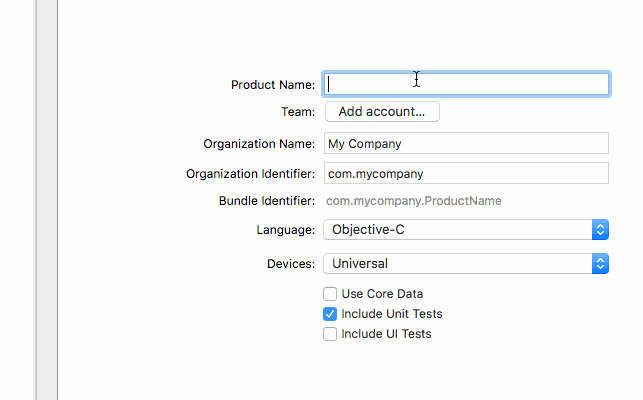 Product Name:
Team: Add account...
Organization Name: My Company
Organization Identifier: com.mycompany
Bundle Identifier: com.mycompany.ProductName
Language: Objective-C
Devices: Universal
Use Core Data
Include Unit Tests
Include UI Tests